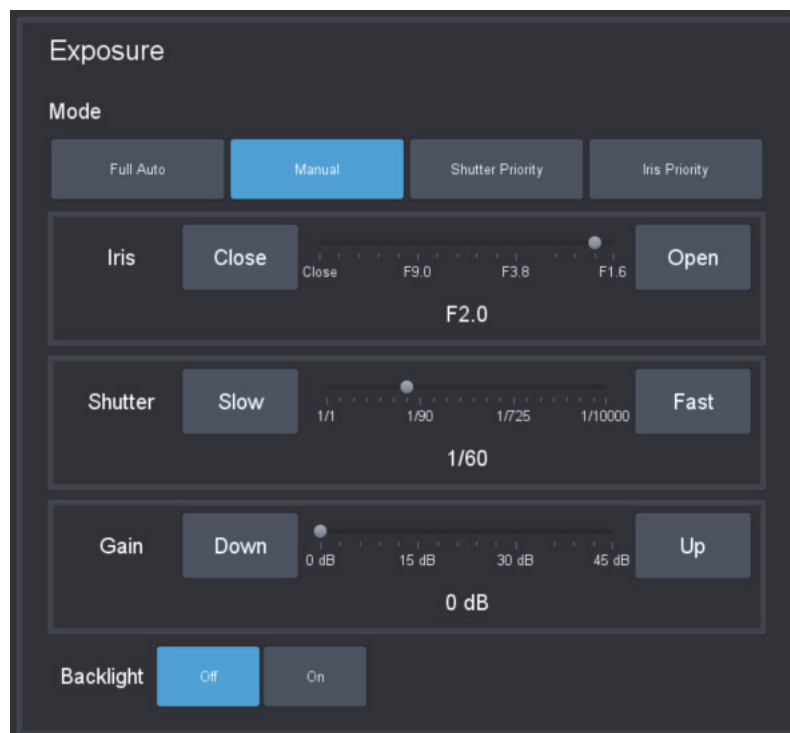 Exposure
Mode
Full Auto Manual Shutter Priority Iris Priority
Iris Close Open
Close F9.0 F3.8 F1.6
F2.0
Shutter Slow Fast
1/1 1/90 1/725 1/10000
1/60
Gain Down Up
0 dB 15 dB 30 dB 45 dB
0 dB
Backlight Off On